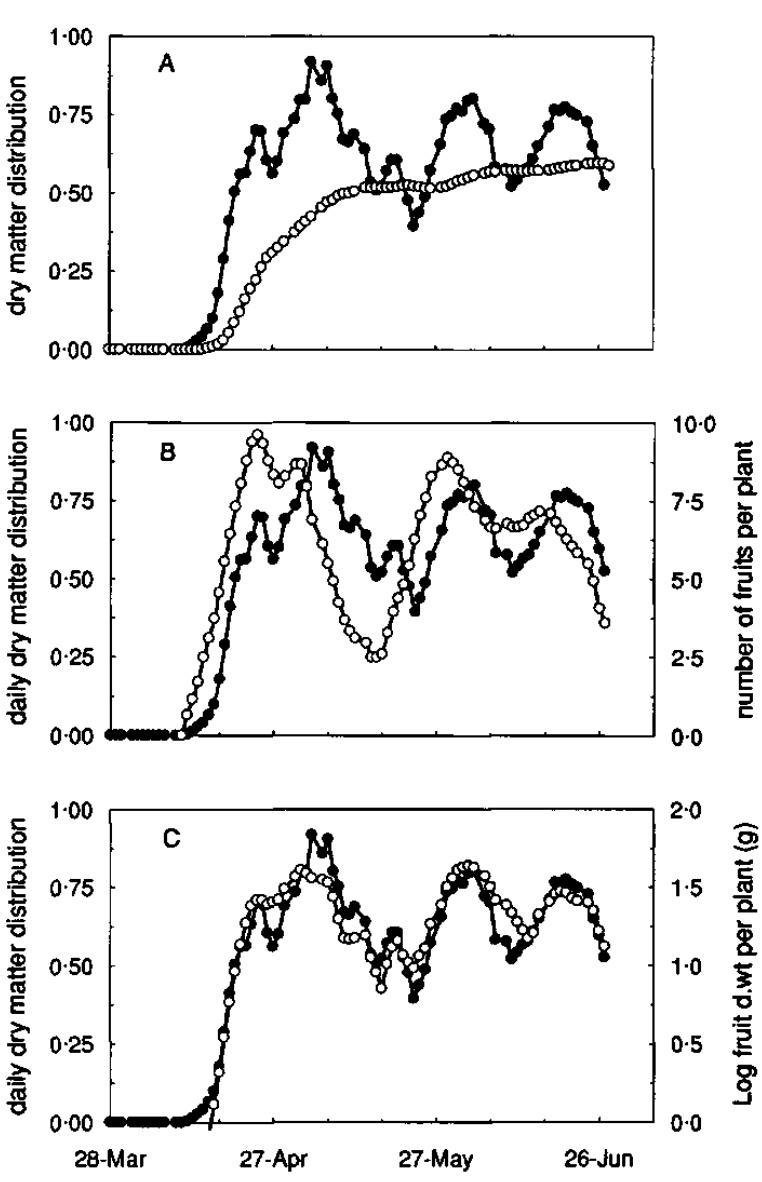 A
dry matter distribution
1·00
0·75
0·50
0·25
0·00
B
daily dry matter distribution
1·00
0·75
0·50
0·25
0·00
10·0
7·5
5·0
2·5
0·0
number of fruits per plant
C
daily dry matter distribution
1·00
0·75
0·50
0·25
0·00
2·0
1·5
1·0
0·5
0·0
Log fruit d.wt per plant (g)
28-Mar 27-Apr 27-May 26-Jun